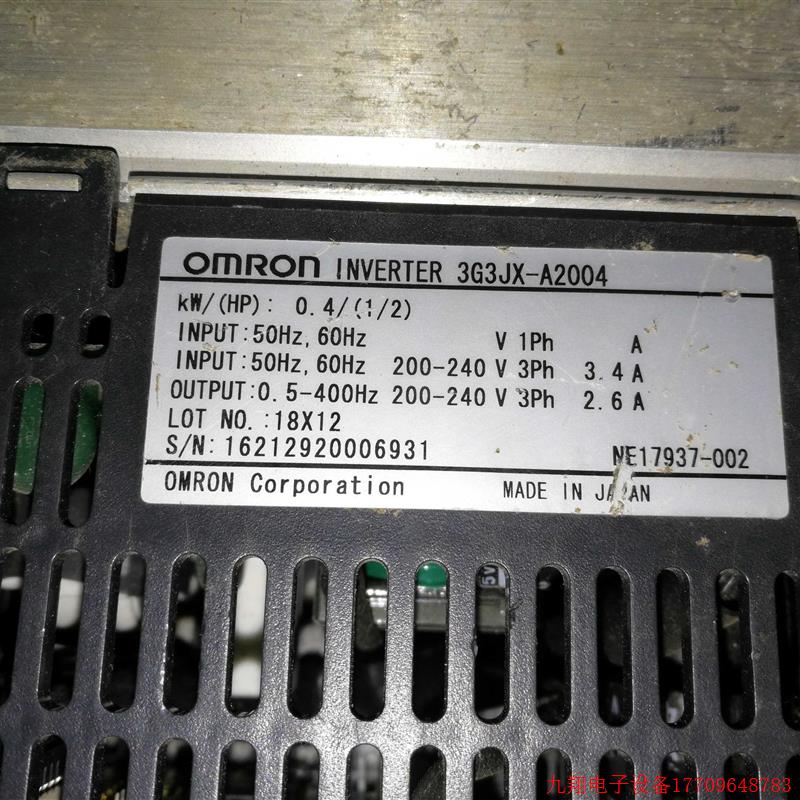 OMRON INVERTER 3G3JX-A2004
kW/(HP): 0.4/(1/2)
INPUT:50Hz,60Hz V 1Ph A
INPUT:50Hz,60Hz 200-240 V 3Ph 3.4 A
OUTPUT:0.5-400Hz 200-240 V 3Ph 2.6 A
LOT NO.:18X12
S/N:16212920006931 NE17937-002
OMRON Corporation MADE IN JAPAN
5V
九翔电子设备17709648783